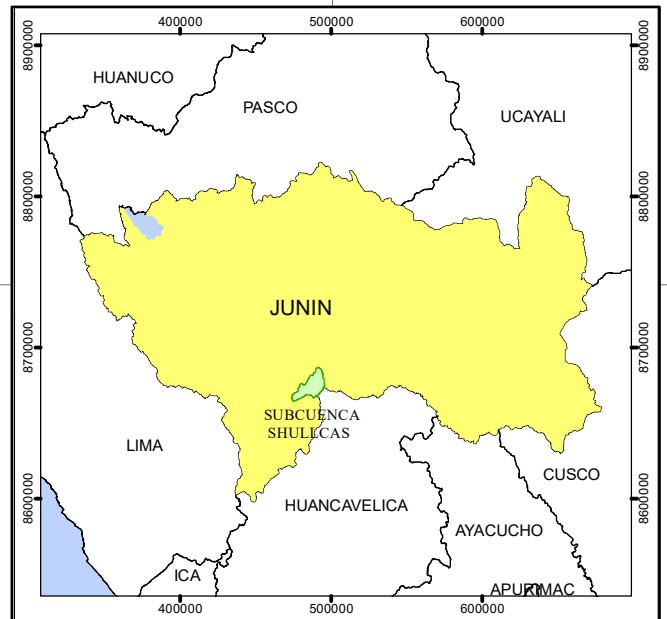 400000
500000
600000
8900000
8900000
HUANUCO
PASCO
UCAYALI
8800000
8800000
JUNIN
8700000
8700000
SUBCUENCA
SHULLCAS
LIMA
CUSCO
8600000
8600000
HUANCAVELICA
AYACUCHO
ICA
APURIMAC
400000
500000
600000